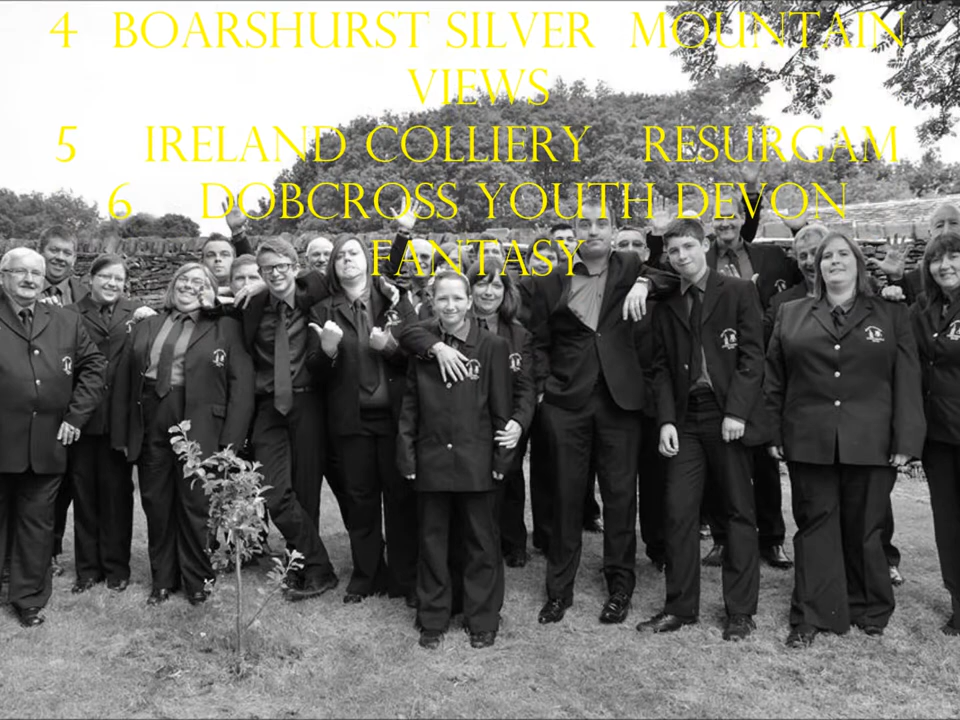 4 BOARSHURST SILVER MOUNTAIN
VIEWS
5 IRELAND COLLIERY RESURGAM
6 DOBCROSS YOUTH DEVON
FANTASY